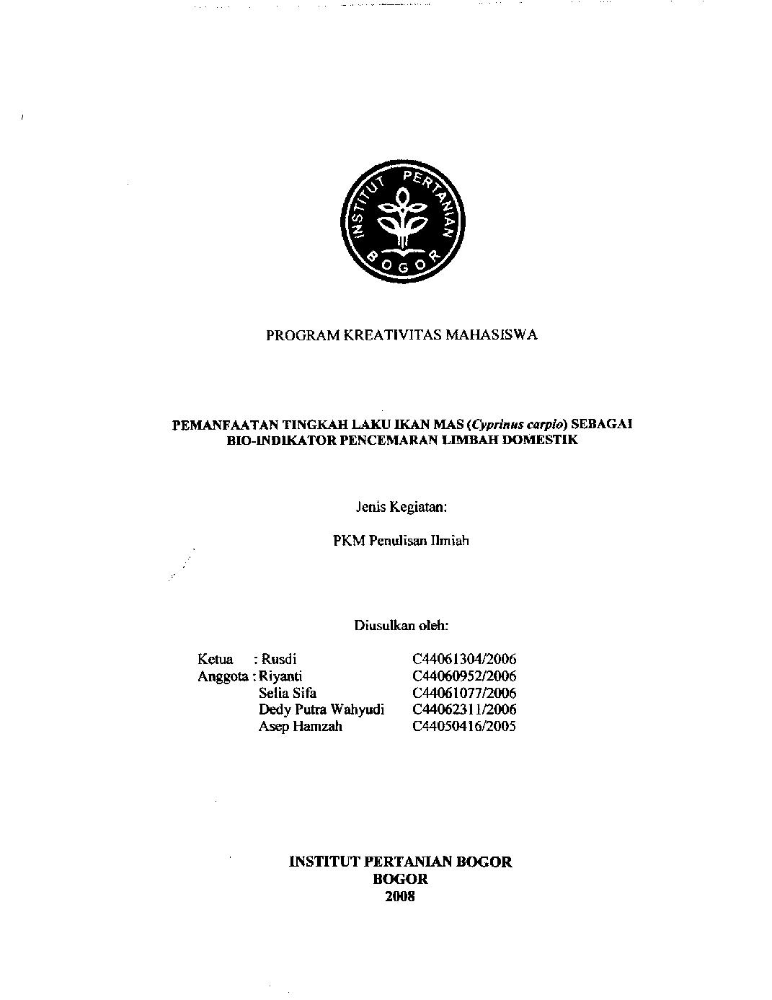 INSTITUT PERTANIAN
BOGOR
PROGRAM KREATIVITAS MAHASISWA
PEMANFAATAN TINGKAH LAKU IKAN MAS (Cyprinus carpio) SEBAGAI
BIO-INDIKATOR PENCEMARAN LIMBAH DOMESTIK
Jenis Kegiatan:
PKM Penulisan Ilmiah
Diusulkan oleh:
Ketua : Rusdi C44061304/2006
Anggota : Riyanti C44060952/2006
Selia Sifa C44061077/2006
Dedy Putra Wahyudi C44062311/2006
Asep Hamzah C44050416/2005
INSTITUT PERTANIAN BOGOR
BOGOR
2008